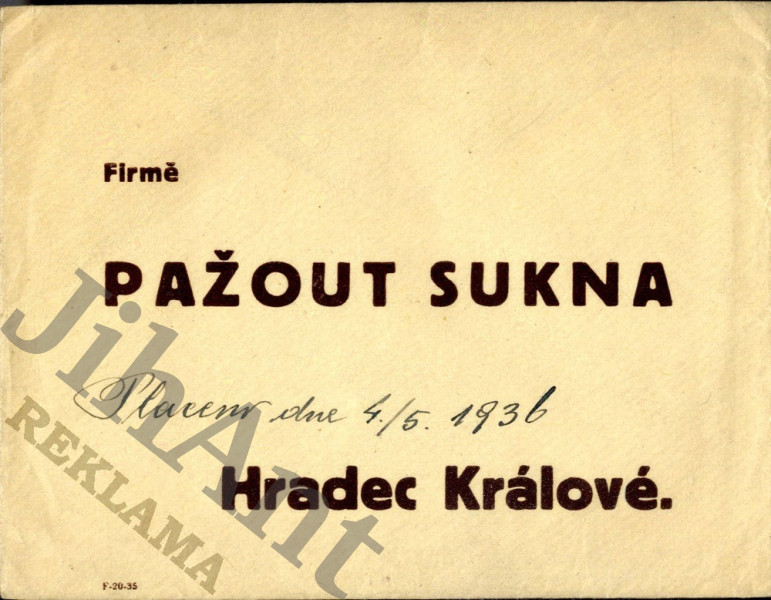 Firmě
PAŽOUT SUKNA
Placeno dne 4./5. 1936
Hradec Králové.
F-20-35
JihAnt
REKLAMA